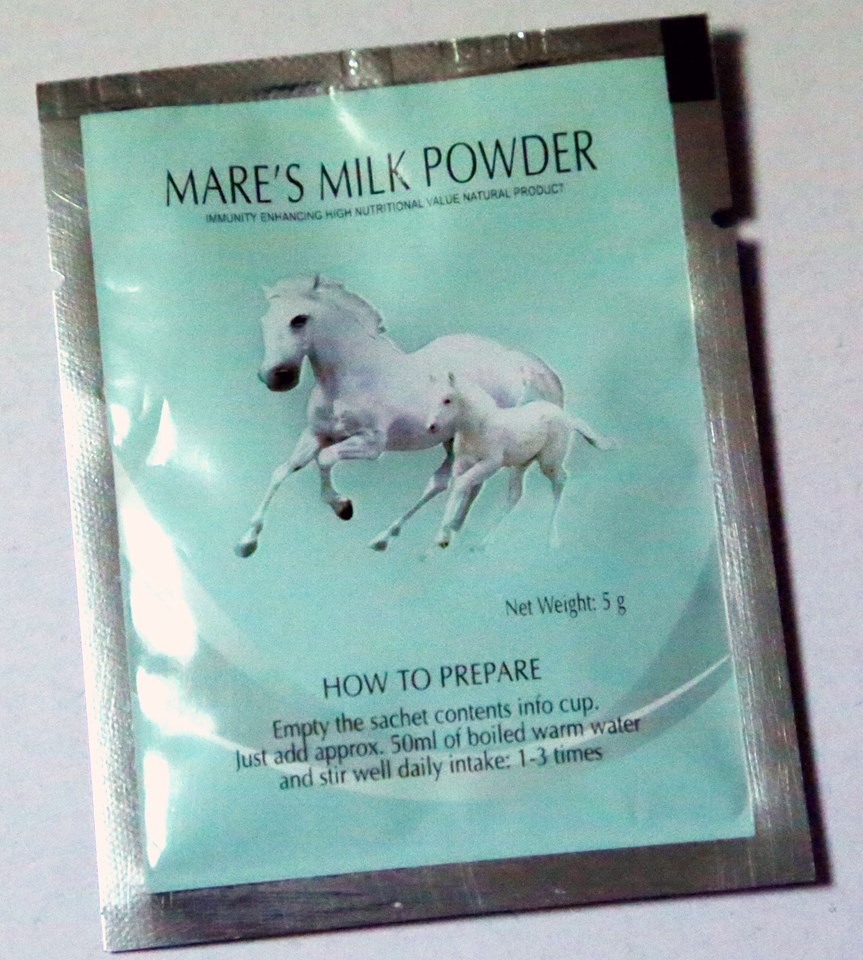 MARE'S MILK POWDER
IMMUNITY ENHANCING HIGH NUTRITIONAL VALUE NATURAL PRODUCT
Net Weight: 5 g
HOW TO PREPARE
Empty the sachet contents into cup.
Just add approx. 50ml of boiled warm water
and stir well daily intake: 1-3 times